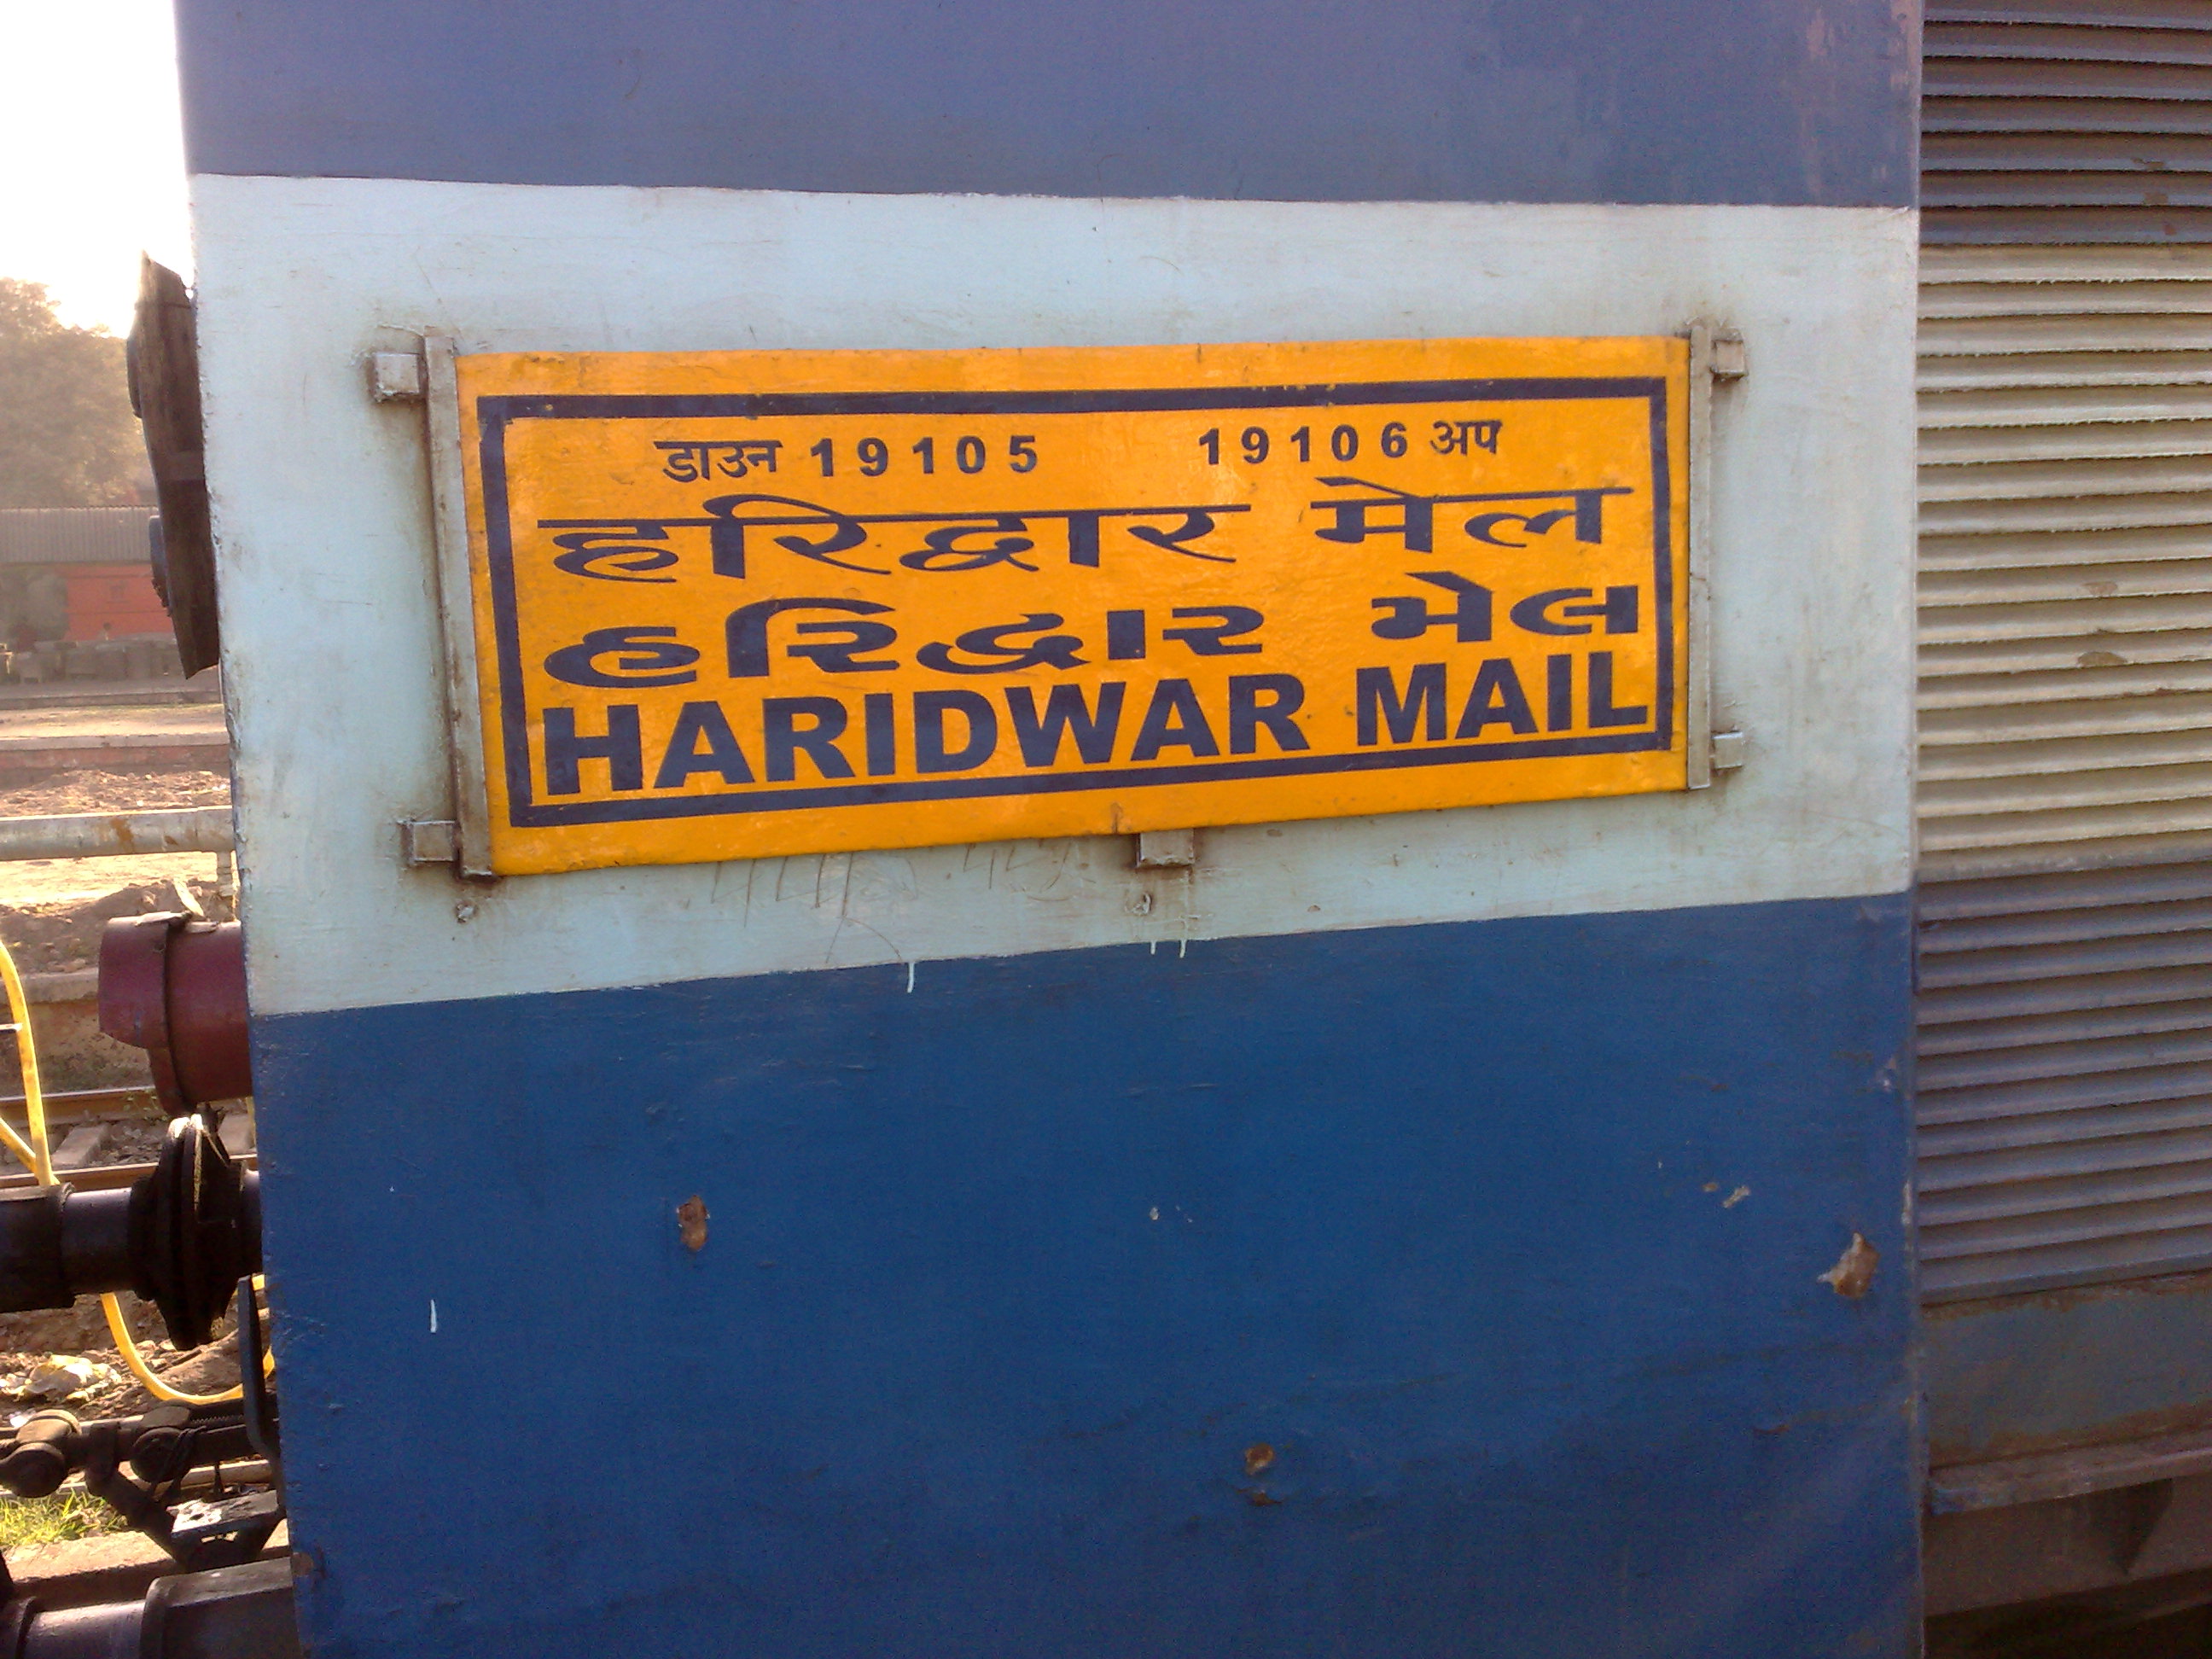 डाउन 19105 19106 अप
हरिद्वार मेल
હરિદ્વાર મેલ
HARIDWAR MAIL